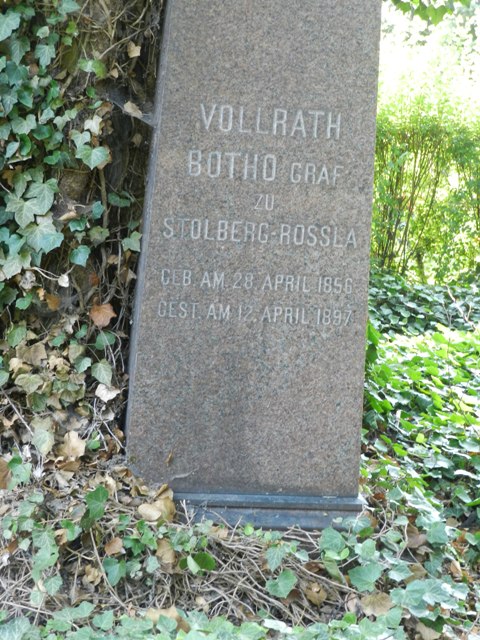 VOLLRATH
BOTHO GRAF
ZU
STOLBERG-ROSSLA
GEB. AM 28. APRIL 1856.
GEST. AM 12. APRIL 1897.